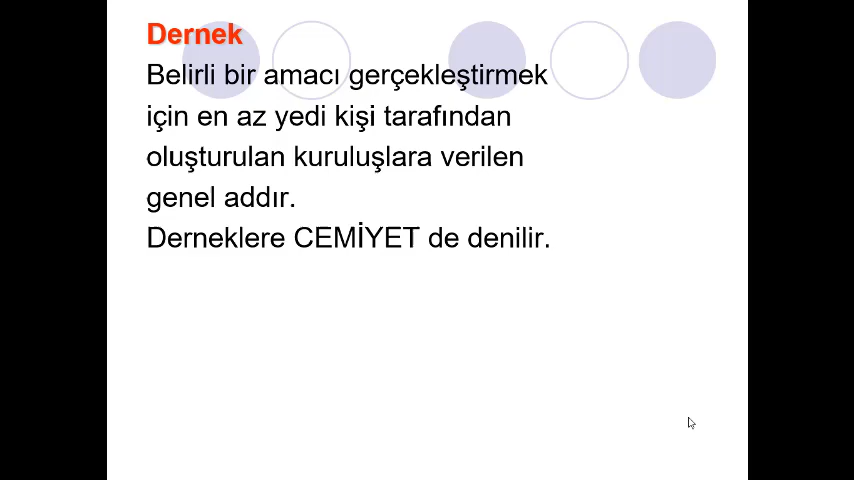 Dernek
Belirli bir amacı gerçekleştirmek
için en az yedi kişi tarafından
oluşturulan kuruluşlara verilen
genel addır.
Derneklere CEMİYET de denilir.